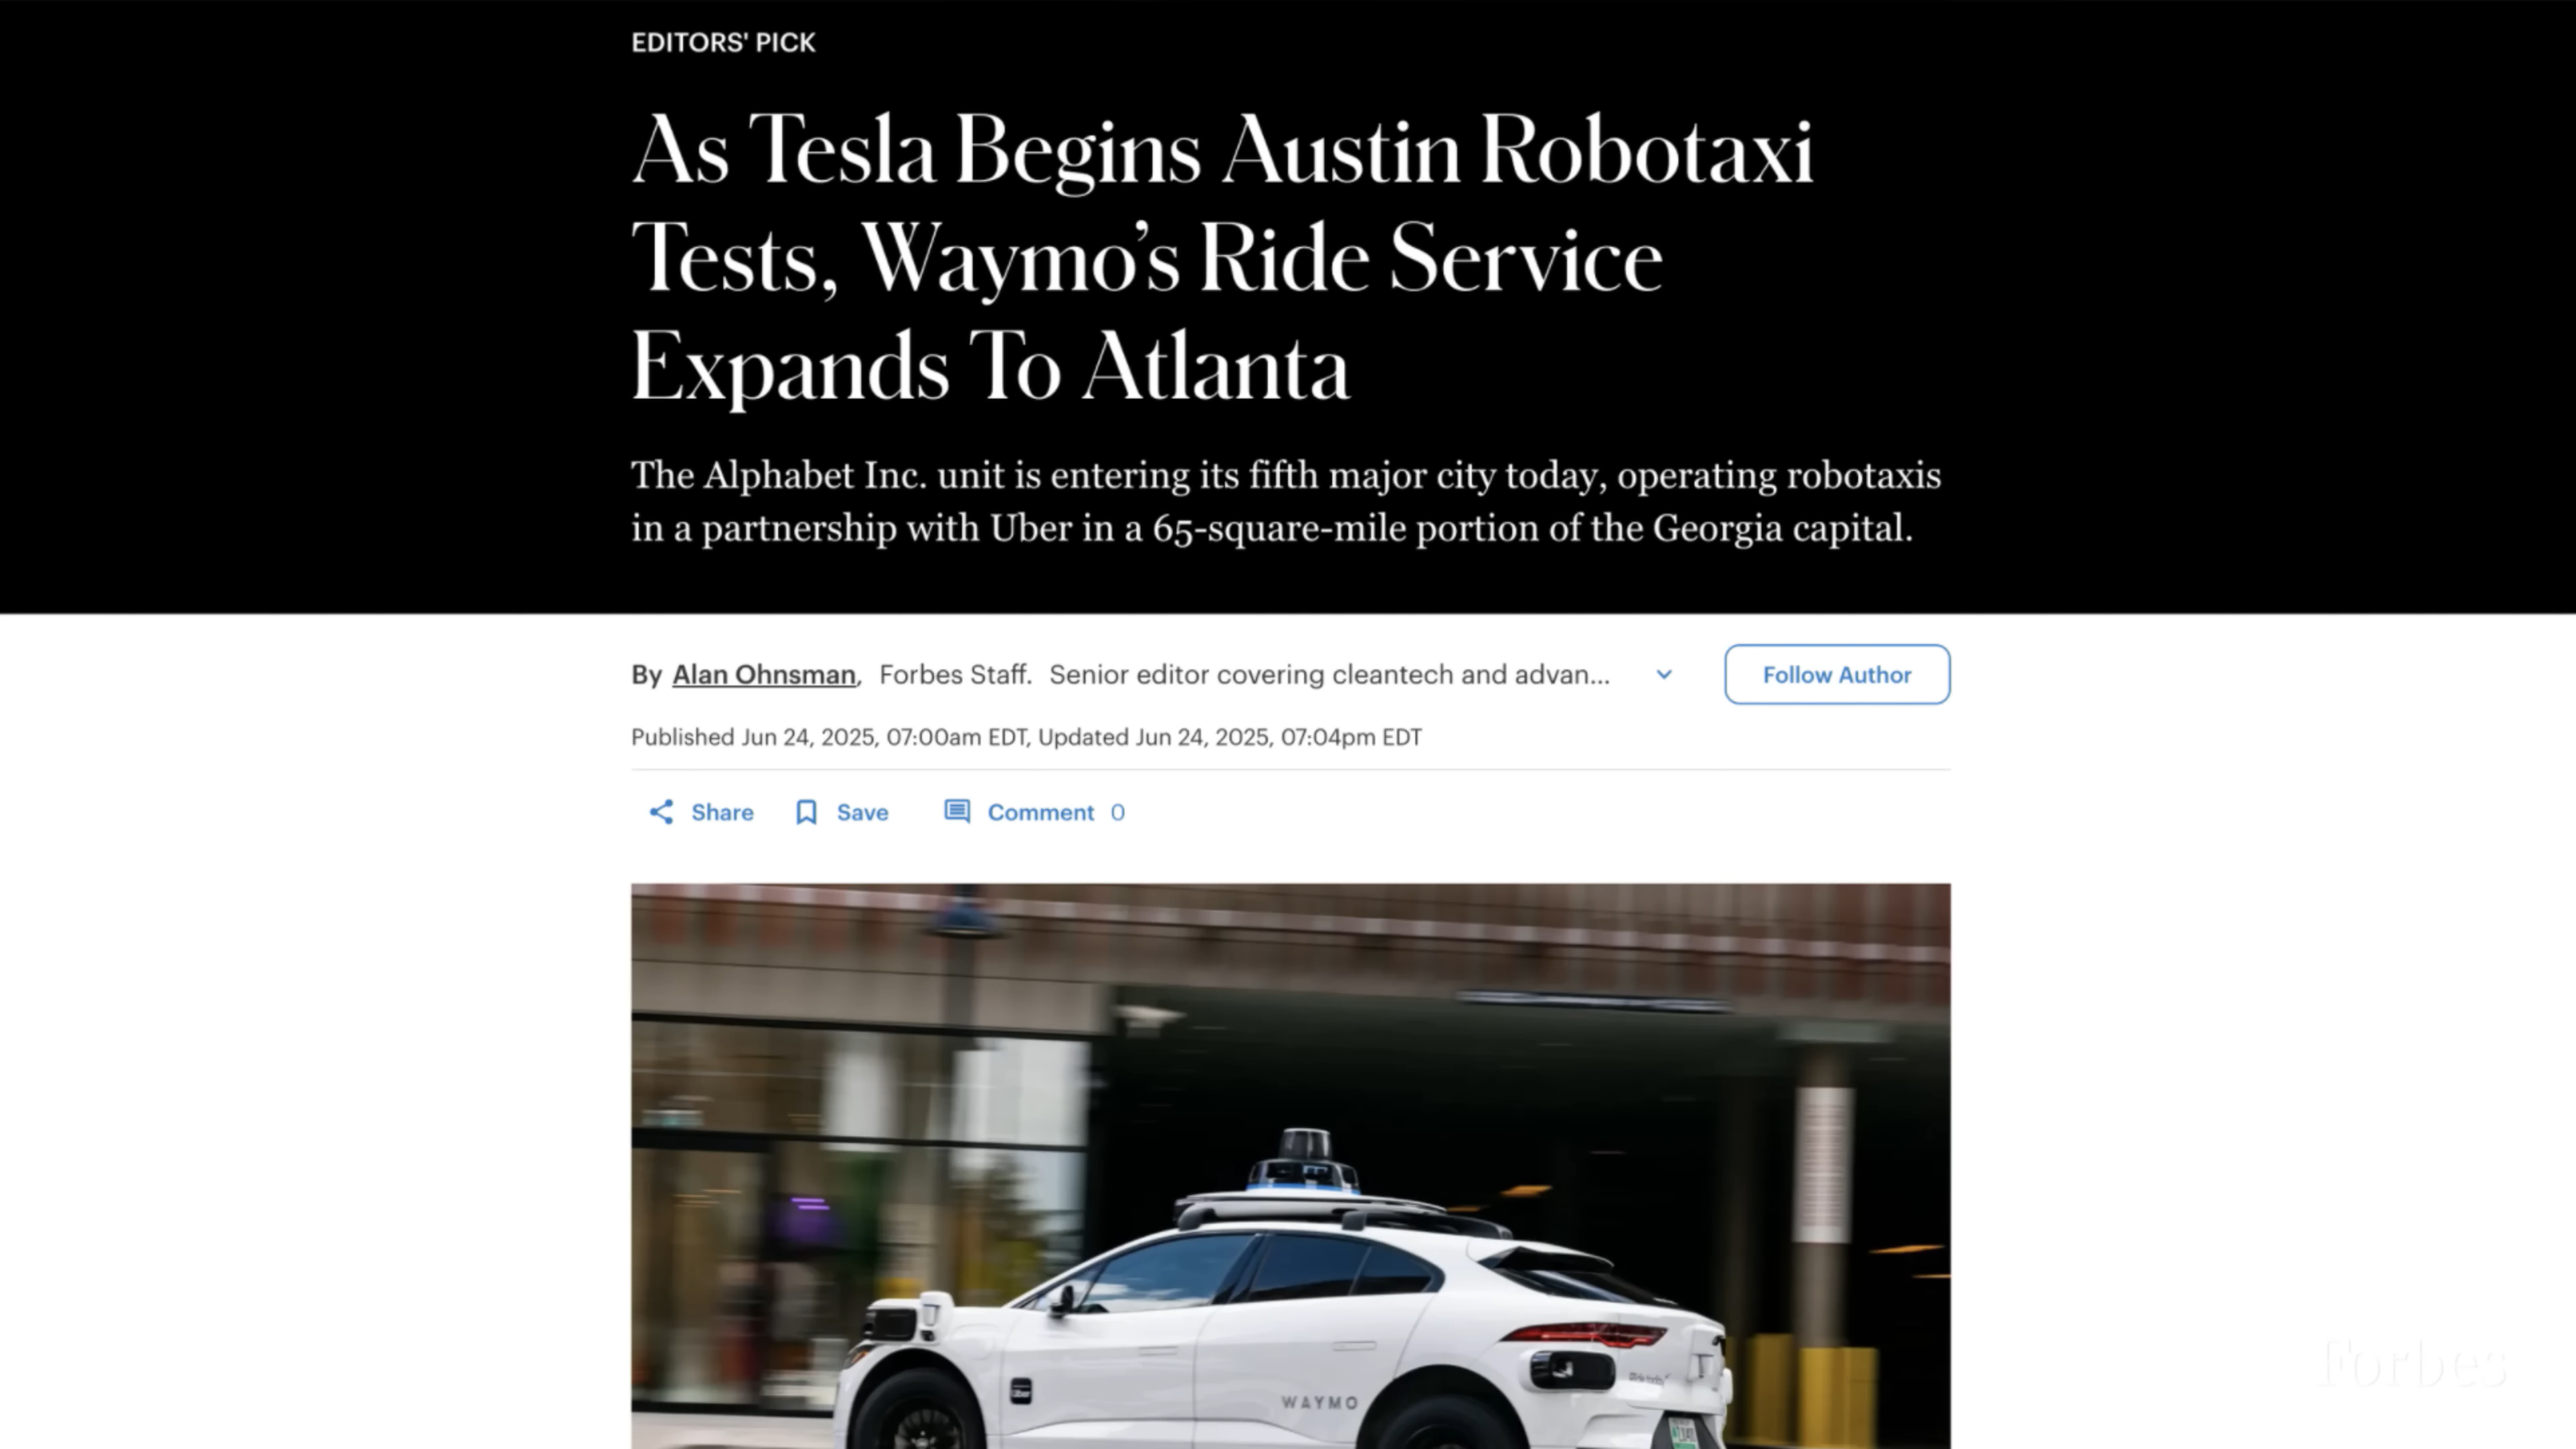 EDITORS' PICK
As Tesla Begins Austin Robotaxi
Tests, Waymo’s Ride Service
Expands To Atlanta
The Alphabet Inc. unit is entering its fifth major city today, operating robotaxis
in a partnership with Uber in a 65-square-mile portion of the Georgia capital.
By Alan Ohnsman, Forbes Staff. Senior editor covering cleantech and advan...
Follow Author
Published Jun 24, 2025, 07:00am EDT, Updated Jun 24, 2025, 07:04pm EDT
Share Save Comment 0
Uber
WAYMO
Forbes